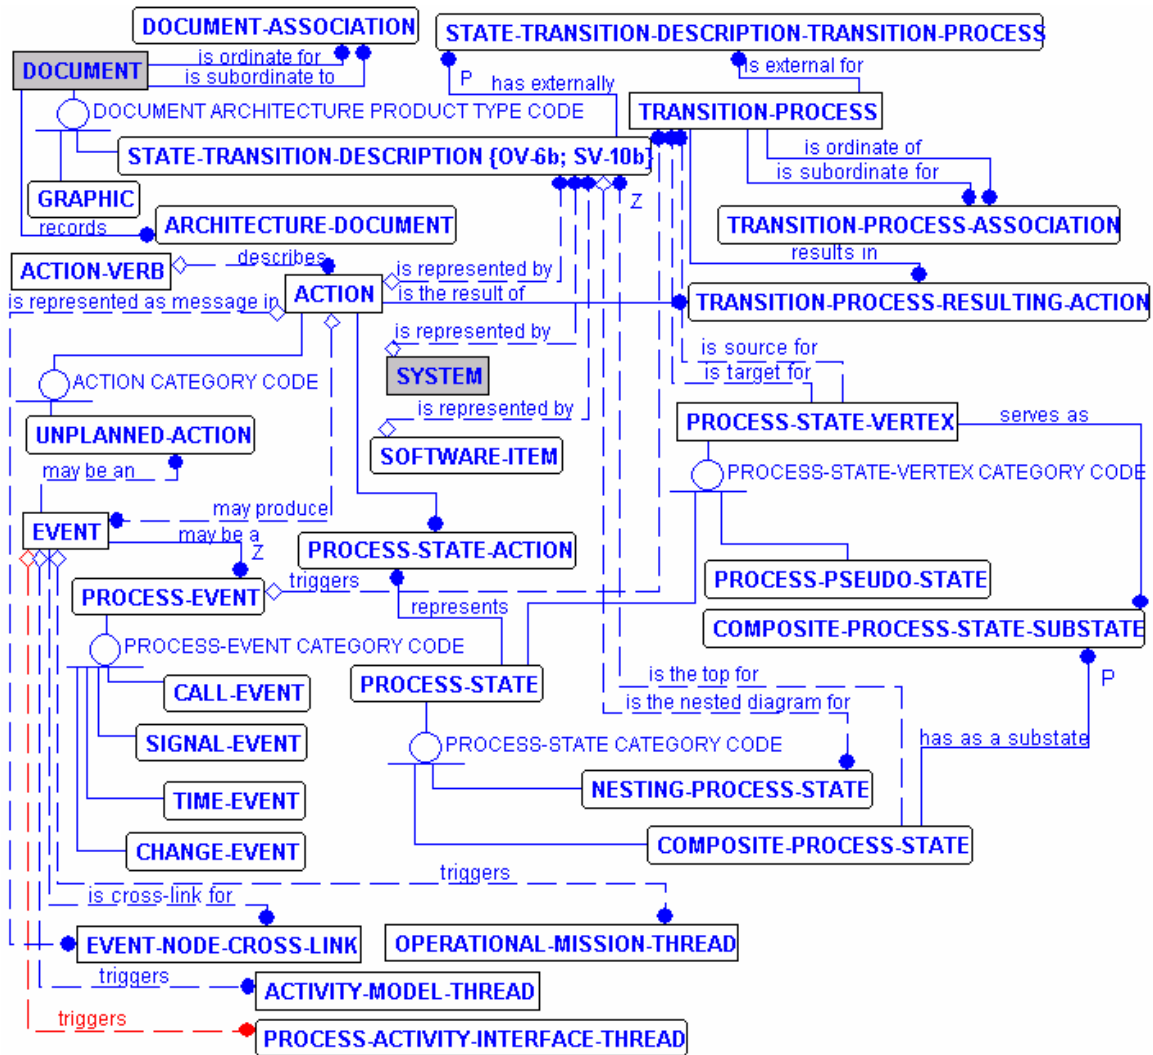 DOCUMENT-ASSOCIATION
STATE-TRANSITION-DESCRIPTION-TRANSITION-PROCESS
is ordinate for
DOCUMENT
is subordinate to
P
has externally
is external for
DOCUMENT ARCHITECTURE PRODUCT TYPE CODE
TRANSITION-PROCESS
STATE-TRANSITION-DESCRIPTION {OV-6b; SV-10b}
is ordinate of
is subordinate for
GRAPHIC
Z
records
ARCHITECTURE-DOCUMENT
TRANSITION-PROCESS-ASSOCIATION
results in
ACTION-VERB
describes
is represented by
is represented as message in
ACTION
is the result of
TRANSITION-PROCESS-RESULTING-ACTION
is represented by
SYSTEM
is source for
is target for
ACTION CATEGORY CODE
is represented by
UNPLANNED-ACTION
PROCESS-STATE-VERTEX
serves as
SOFTWARE-ITEM
may be an
PROCESS-STATE-VERTEX CATEGORY CODE
may produce
EVENT
may be a
Z
PROCESS-STATE-ACTION
PROCESS-PSEUDO-STATE
PROCESS-EVENT
triggers
represents
COMPOSITE-PROCESS-STATE-SUBSTATE
PROCESS-EVENT CATEGORY CODE
P
CALL-EVENT
PROCESS-STATE
is the top for
is the nested diagram for
SIGNAL-EVENT
PROCESS-STATE CATEGORY CODE
has as a substate
TIME-EVENT
NESTING-PROCESS-STATE
CHANGE-EVENT
COMPOSITE-PROCESS-STATE
triggers
is cross-link for
EVENT-NODE-CROSS-LINK
OPERATIONAL-MISSION-THREAD
triggers
ACTIVITY-MODEL-THREAD
triggers
PROCESS-ACTIVITY-INTERFACE-THREAD